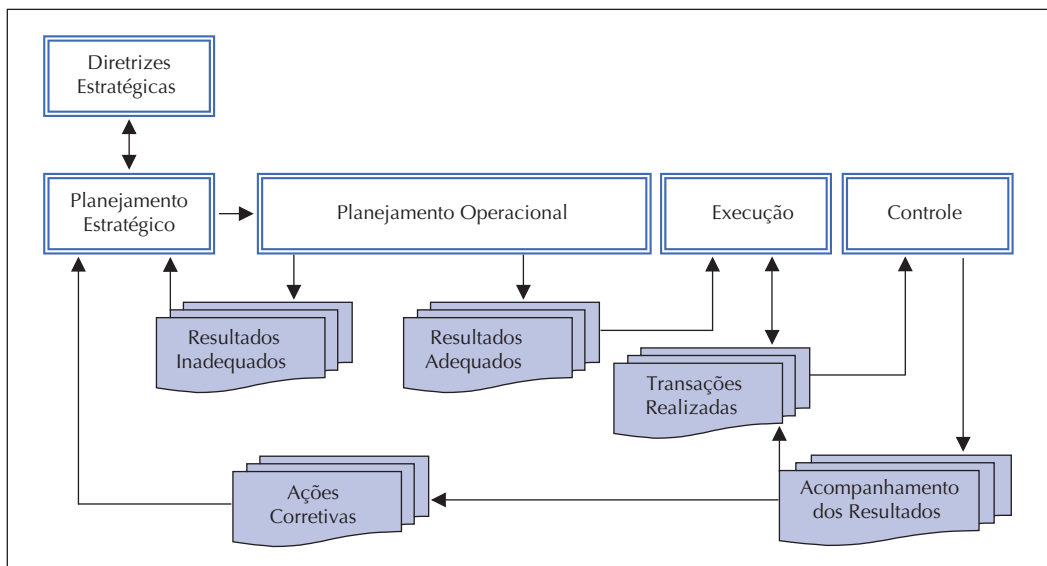 Diretrizes
Estratégicas
Planejamento
Estratégico
Planejamento Operacional
Execução
Controle
Resultados
Inadequados
Resultados
Adequados
Transações
Realizadas
Ações
Corretivas
Acompanhamento
dos Resultados